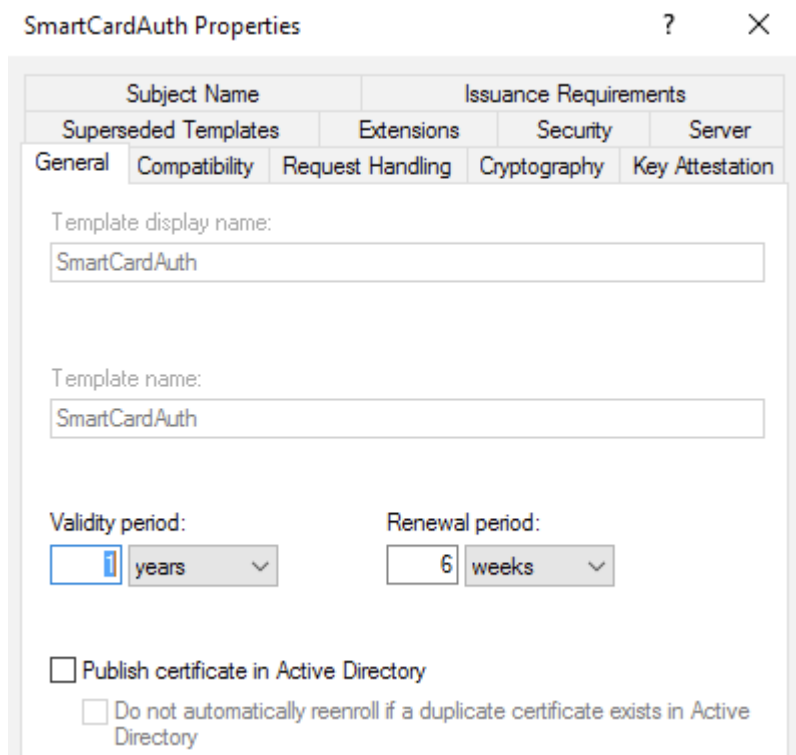 SmartCardAuth Properties ? ×
Subject Name Issuance Requirements
Superseded Templates Extensions Security Server
General Compatibility Request Handling Cryptography Key Attestation
Template display name:
SmartCardAuth
Template name:
SmartCardAuth
Validity period: Renewal period:
1 years 6 weeks
Publish certificate in Active Directory
Do not automatically reenroll if a duplicate certificate exists in Active
Directory